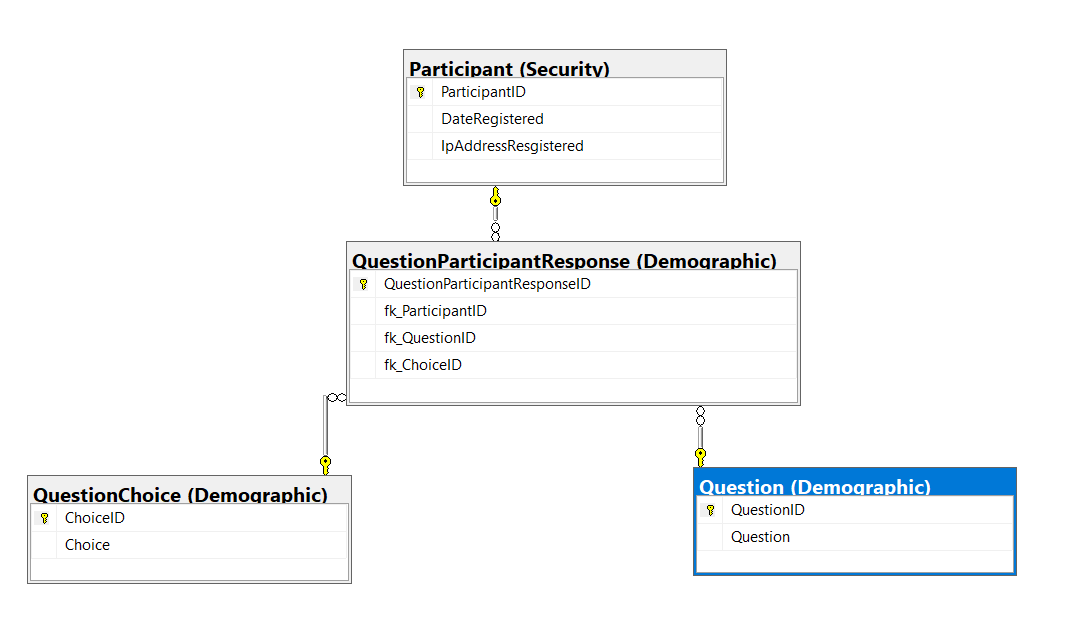 Participant (Security)
ParticipantID
DateRegistered
IpAddressResgistered
QuestionParticipantResponse (Demographic)
QuestionParticipantResponseID
fk_ParticipantID
fk_QuestionID
fk_ChoiceID
QuestionChoice (Demographic)
ChoiceID
Choice
Question (Demographic)
QuestionID
Question